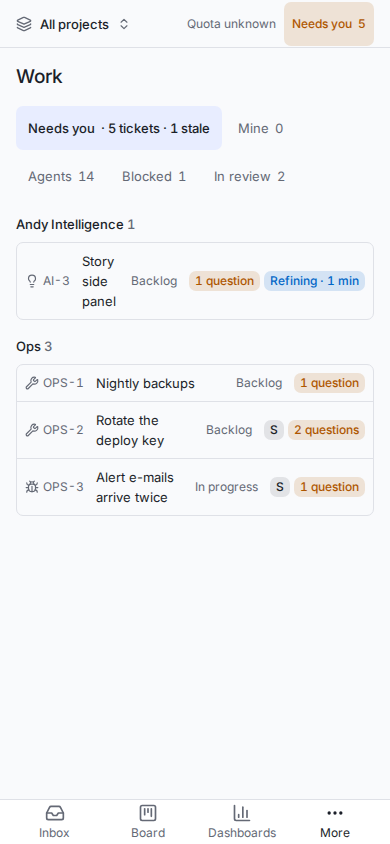 All projects
Quota unknown
Needs you 5
Work
Needs you · 5 tickets · 1 stale
Mine 0
Agents 14
Blocked 1
In review 2
Andy Intelligence 1
AI-3
Story side panel
Backlog
1 question
Refining · 1 min
Ops 3
OPS-1
Nightly backups
Backlog
1 question
OPS-2
Rotate the deploy key
Backlog
S
2 questions
OPS-3
Alert e-mails arrive twice
In progress
S
1 question
Inbox
Board
Dashboards
More